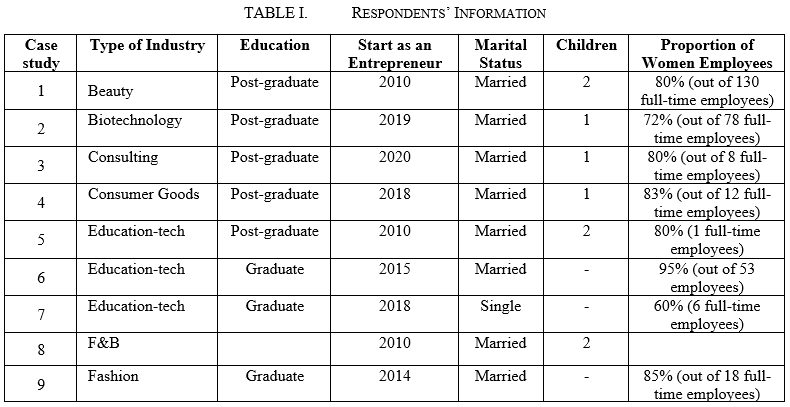 TABLE I. RESPONDENTS' INFORMATION
Case study Type of Industry Education Start as an Entrepreneur Marital Status Children Proportion of Women Employees
1 Beauty Post-graduate 2010 Married 2 80% (out of 130 full-time employees)
2 Biotechnology Post-graduate 2019 Married 1 72% (out of 78 full-time employees)
3 Consulting Post-graduate 2020 Married 1 80% (out of 8 full-time employees)
4 Consumer Goods Post-graduate 2018 Married 1 83% (out of 12 full-time employees)
5 Education-tech Post-graduate 2010 Married 2 80% (1 full-time employees)
6 Education-tech Graduate 2015 Married - 95% (out of 53 employees)
7 Education-tech Graduate 2018 Single - 60% (6 full-time employees)
8 F&B 2010 Married 2
9 Fashion Graduate 2014 Married - 85% (out of 18 full-time employees)